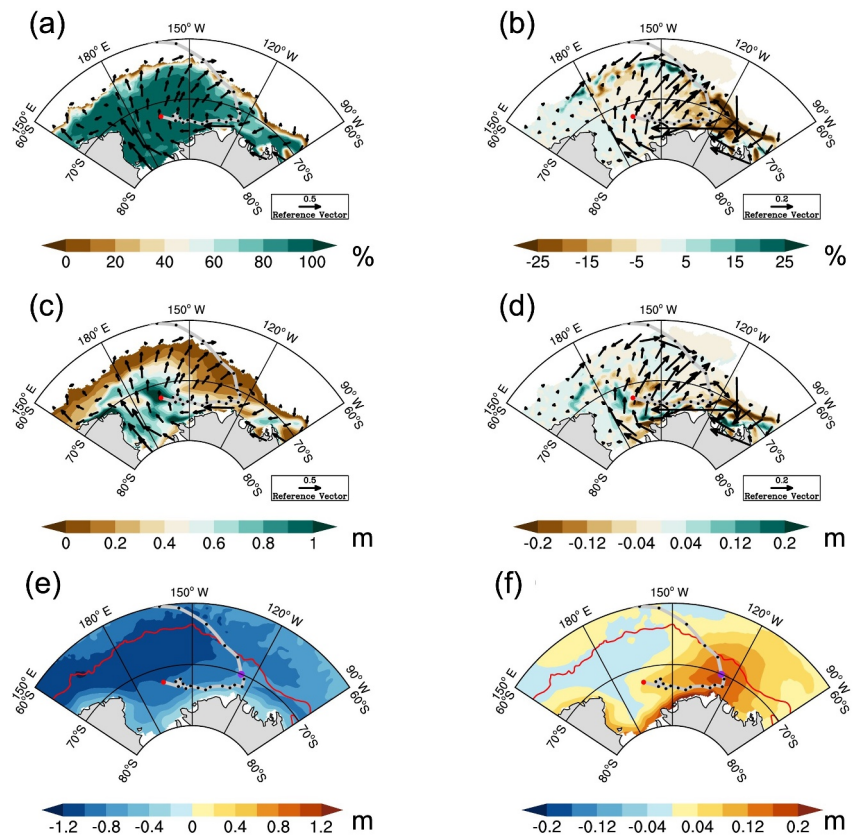 (a)
(b)
150° W
150° W
180° E
120° W
180° E
120° W
150° E
90° W
150° E
90° W
60°S
60°S
60°S
60°S
70°S
70°S
70°S
70°S
80°S
80°S
80°S
80°S
0.5
Reference Vector
0.2
Reference Vector
0 20 40 60 80 100 %
-25 -15 -5 5 15 25 %
(c)
(d)
150° W
150° W
180° E
120° W
180° E
120° W
150° E
90° W
150° E
90° W
60°S
60°S
60°S
60°S
70°S
70°S
70°S
70°S
80°S
80°S
80°S
80°S
0.5
Reference Vector
0.2
Reference Vector
0 0.2 0.4 0.6 0.8 1 m
-0.2 -0.12 -0.04 0.04 0.12 0.2 m
(e)
(f)
150° W
150° W
180° E
120° W
180° E
120° W
150° E
90° W
150° E
90° W
60°S
60°S
60°S
60°S
70°S
70°S
70°S
70°S
80°S
80°S
80°S
80°S
-1.2 -0.8 -0.4 0 0.4 0.8 1.2 m
-0.2 -0.12 -0.04 0.04 0.12 0.2 m